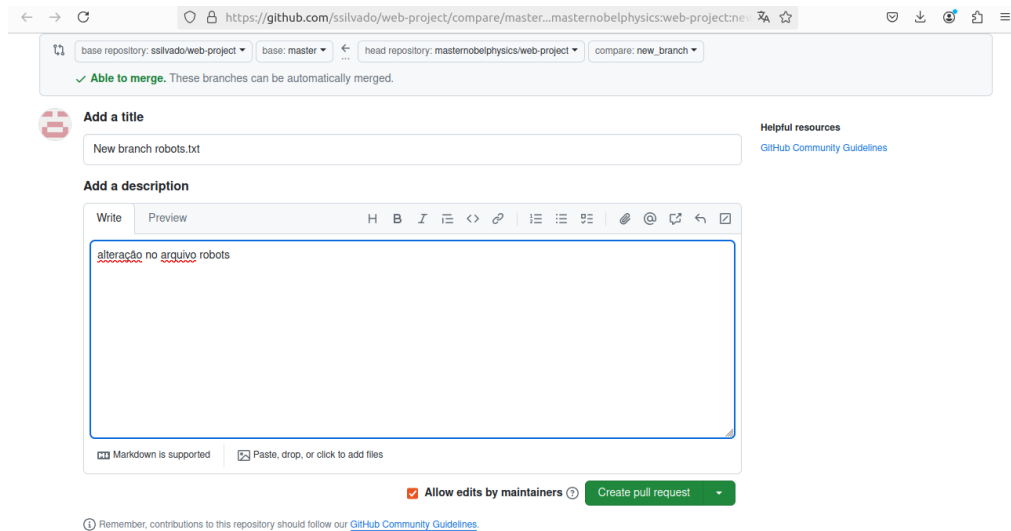 https://github.com/ssilvado/web-project/compare/master...masternobelphysics:web-project:new
base repository: ssilvado/web-project base: master ... head repository: masternobelphysics/web-project compare: new_branch
Able to merge. These branches can be automatically merged.
Add a title
Helpful resources
New branch robots.txt
GitHub Community Guidelines
Add a description
Write Preview
alteração no arquivo robots
Markdown is supported Paste, drop, or click to add files
Allow edits by maintainers Create pull request
Remember, contributions to this repository should follow our GitHub Community Guidelines.